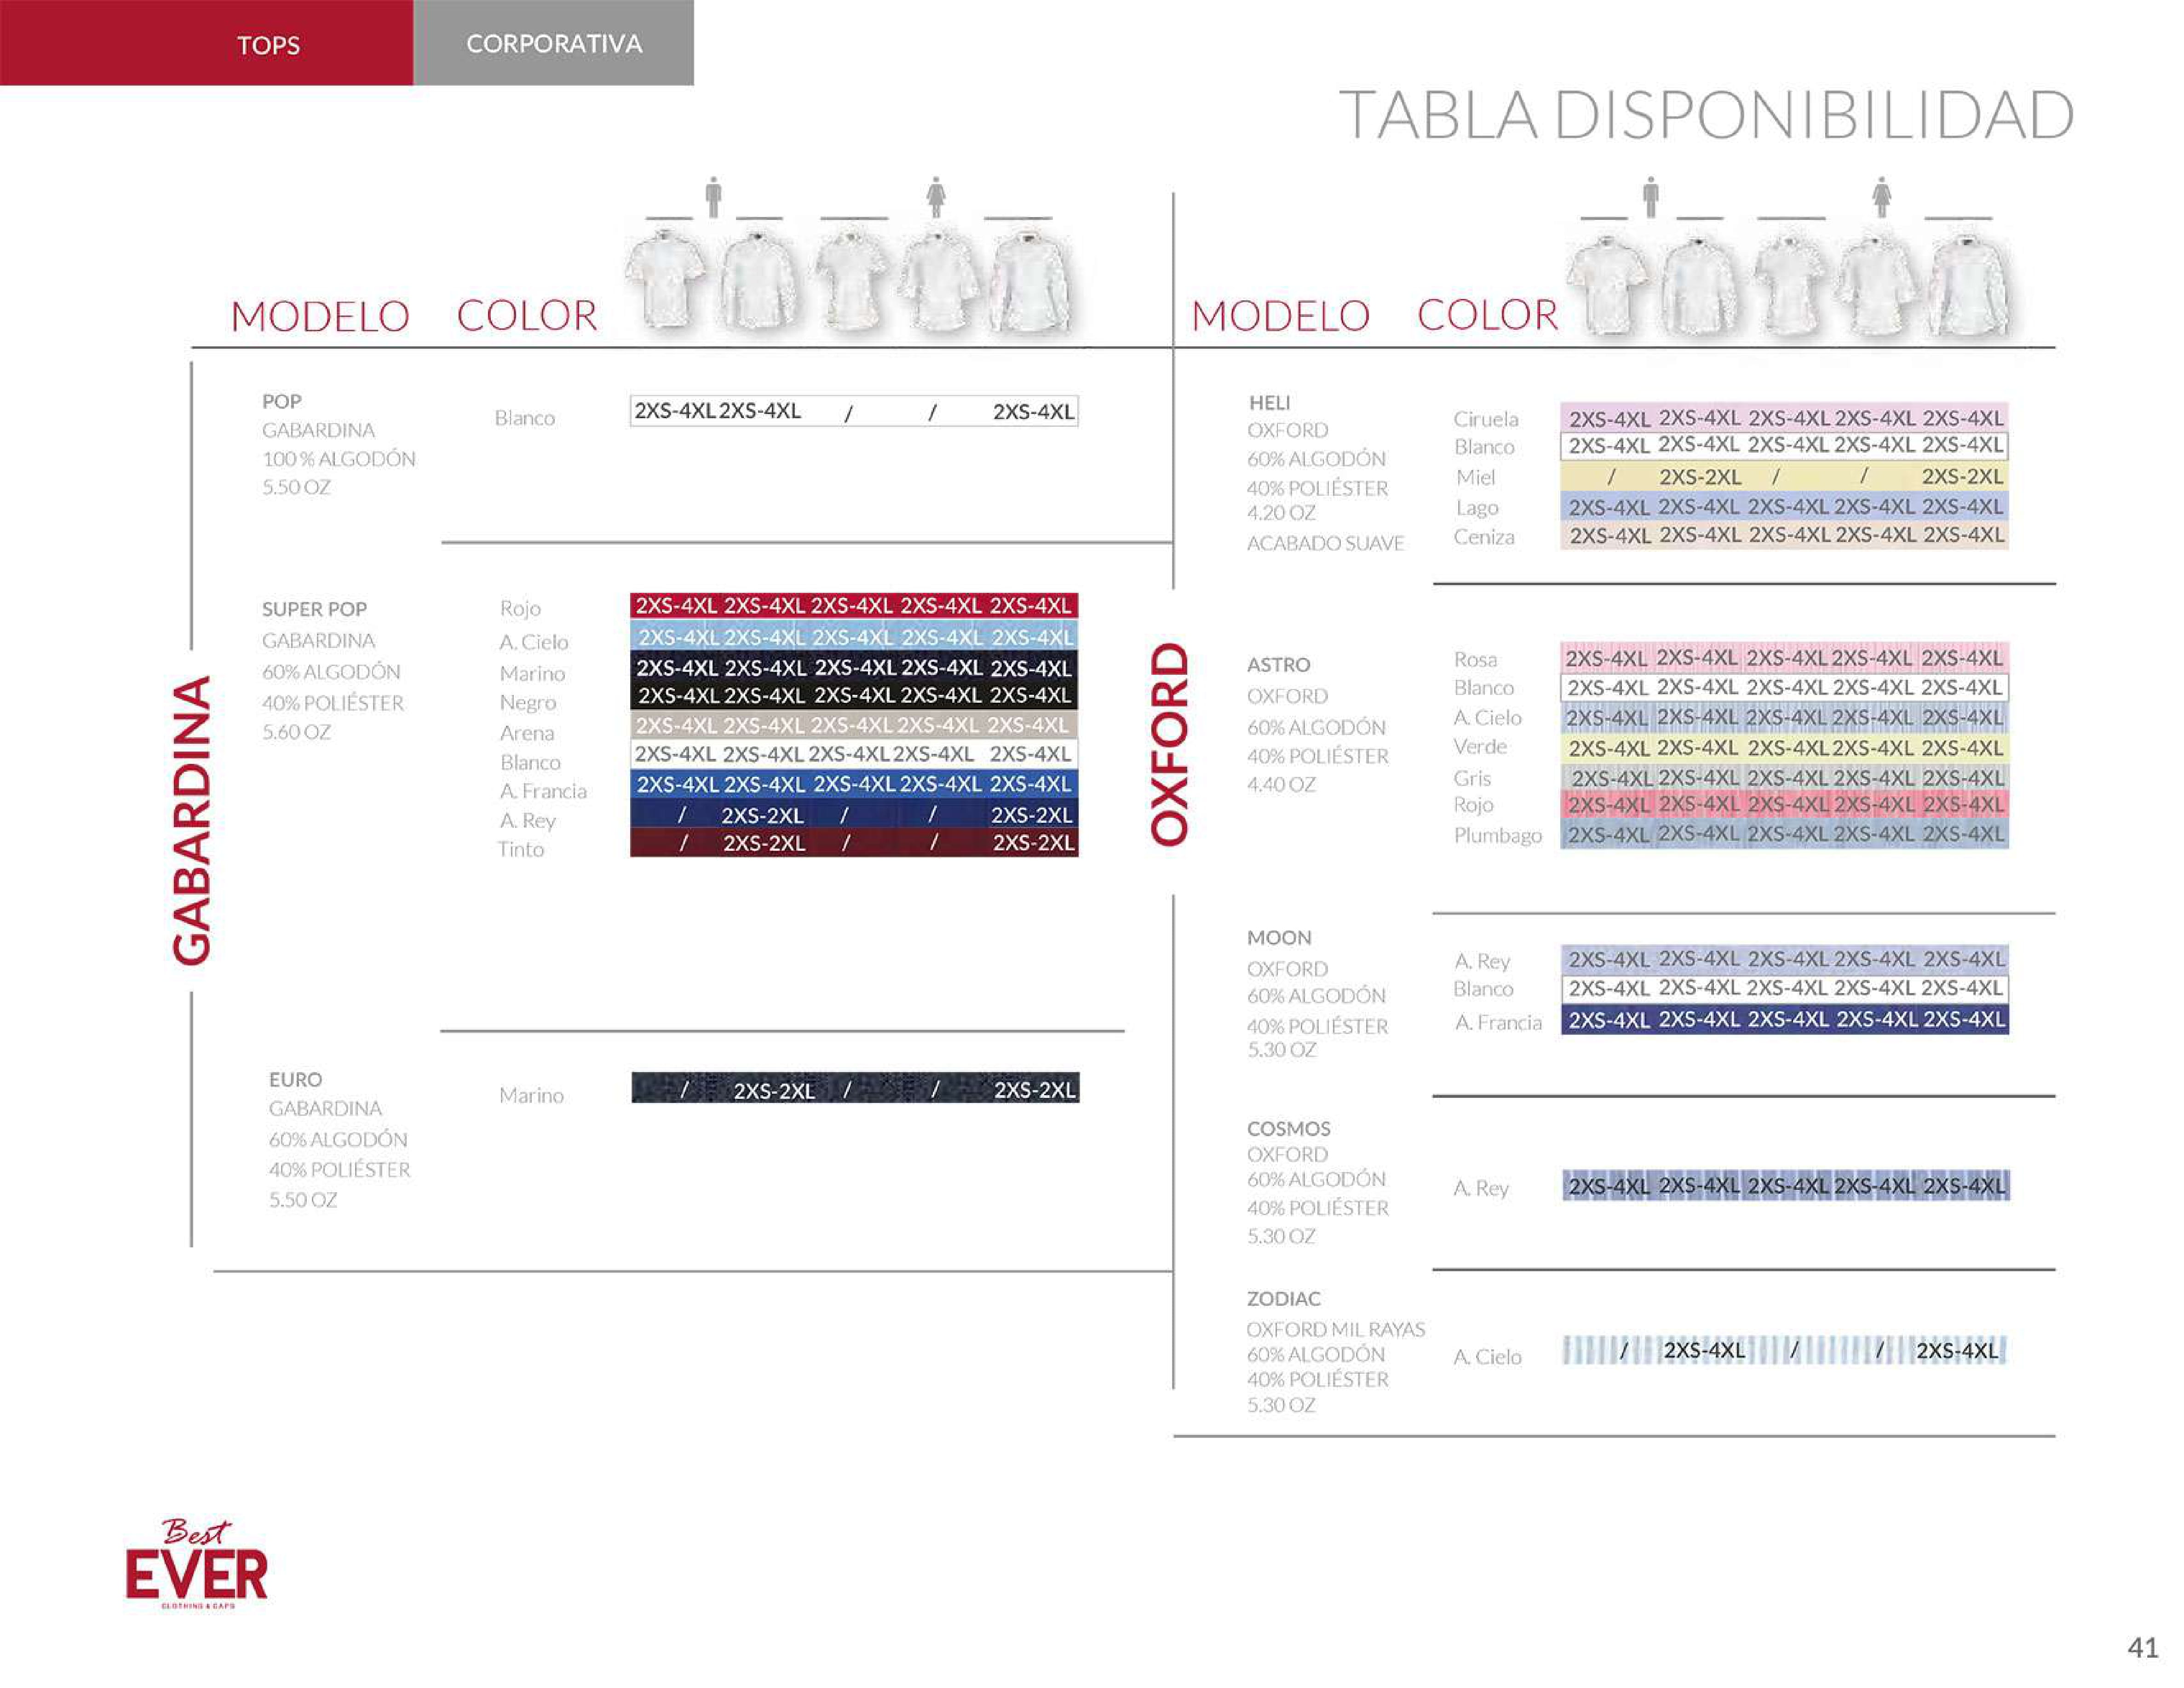 TOPS
CORPORATIVA
TABLA DISPONIBILIDAD
MODELO COLOR
GABARDINA
POP
GABARDINA
100 % ALGODÓN
5.50 OZ
Blanco 2XS-4XL 2XS-4XL / / 2XS-4XL
SUPER POP
GABARDINA
60% ALGODÓN
40% POLIÉSTER
5.60 OZ
Rojo 2XS-4XL 2XS-4XL 2XS-4XL 2XS-4XL 2XS-4XL
A. Cielo 2XS-4XL 2XS-4XL 2XS-4XL 2XS-4XL 2XS-4XL
Marino 2XS-4XL 2XS-4XL 2XS-4XL 2XS-4XL 2XS-4XL
Negro 2XS-4XL 2XS-4XL 2XS-4XL 2XS-4XL 2XS-4XL
Arena 2XS-4XL 2XS-4XL 2XS-4XL 2XS-4XL 2XS-4XL
Blanco 2XS-4XL 2XS-4XL 2XS-4XL 2XS-4XL 2XS-4XL
A. Francia 2XS-4XL 2XS-4XL 2XS-4XL 2XS-4XL 2XS-4XL
A. Rey / 2XS-2XL / / 2XS-2XL
Tinto / 2XS-2XL / / 2XS-2XL
EURO
GABARDINA
60% ALGODÓN
40% POLIÉSTER
5.50 OZ
Marino / 2XS-2XL / / 2XS-2XL
MODELO COLOR
OXFORD
HELI
OXFORD
60% ALGODÓN
40% POLIÉSTER
4.20 OZ
ACABADO SUAVE
Ciruela 2XS-4XL 2XS-4XL 2XS-4XL 2XS-4XL 2XS-4XL
Blanco 2XS-4XL 2XS-4XL 2XS-4XL 2XS-4XL 2XS-4XL
Miel / 2XS-2XL / / 2XS-2XL
Lago 2XS-4XL 2XS-4XL 2XS-4XL 2XS-4XL 2XS-4XL
Ceniza 2XS-4XL 2XS-4XL 2XS-4XL 2XS-4XL 2XS-4XL
ASTRO
OXFORD
60% ALGODÓN
40% POLIÉSTER
4.40 OZ
Rosa 2XS-4XL 2XS-4XL 2XS-4XL 2XS-4XL 2XS-4XL
Blanco 2XS-4XL 2XS-4XL 2XS-4XL 2XS-4XL 2XS-4XL
A. Cielo 2XS-4XL 2XS-4XL 2XS-4XL 2XS-4XL 2XS-4XL
Verde 2XS-4XL 2XS-4XL 2XS-4XL 2XS-4XL 2XS-4XL
Gris 2XS-4XL 2XS-4XL 2XS-4XL 2XS-4XL 2XS-4XL
Rojo 2XS-4XL 2XS-4XL 2XS-4XL 2XS-4XL 2XS-4XL
Plumbago 2XS-4XL 2XS-4XL 2XS-4XL 2XS-4XL 2XS-4XL
MOON
OXFORD
60% ALGODÓN
40% POLIÉSTER
5.30 OZ
A. Rey 2XS-4XL 2XS-4XL 2XS-4XL 2XS-4XL 2XS-4XL
Blanco 2XS-4XL 2XS-4XL 2XS-4XL 2XS-4XL 2XS-4XL
A. Francia 2XS-4XL 2XS-4XL 2XS-4XL 2XS-4XL 2XS-4XL
COSMOS
OXFORD
60% ALGODÓN
40% POLIÉSTER
5.30 OZ
A. Rey 2XS-4XL 2XS-4XL 2XS-4XL 2XS-4XL 2XS-4XL
ZODIAC
OXFORD MIL RAYAS
60% ALGODÓN
40% POLIÉSTER
5.30 OZ
A. Cielo / 2XS-4XL / / 2XS-4XL
Best
EVER
CLOTHING & CAPS
41